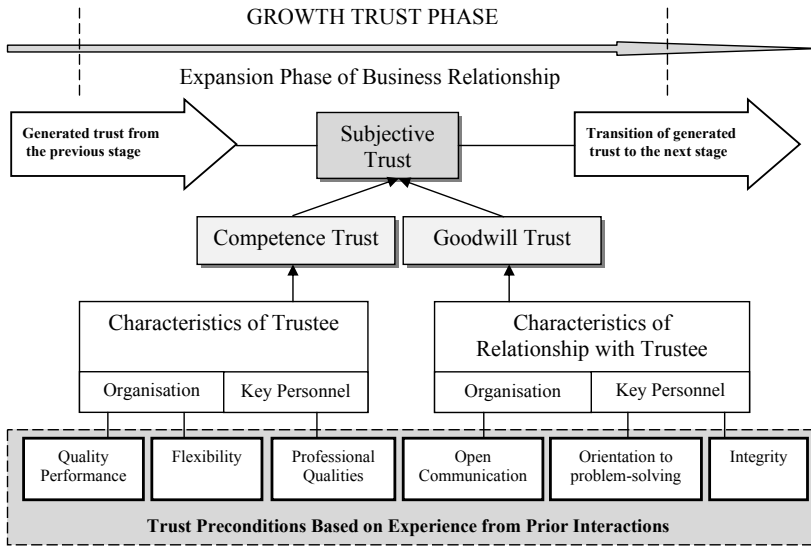 GROWTH TRUST PHASE
Expansion Phase of Business Relationship
Generated trust from
the previous stage
Subjective
Trust
Transition of generated
trust to the next stage
Competence Trust
Goodwill Trust
Characteristics of Trustee
Organisation
Key Personnel
Characteristics of
Relationship with Trustee
Organisation
Key Personnel
Quality
Performance
Flexibility
Professional
Qualities
Open
Communication
Orientation to
problem-solving
Integrity
Trust Preconditions Based on Experience from Prior Interactions